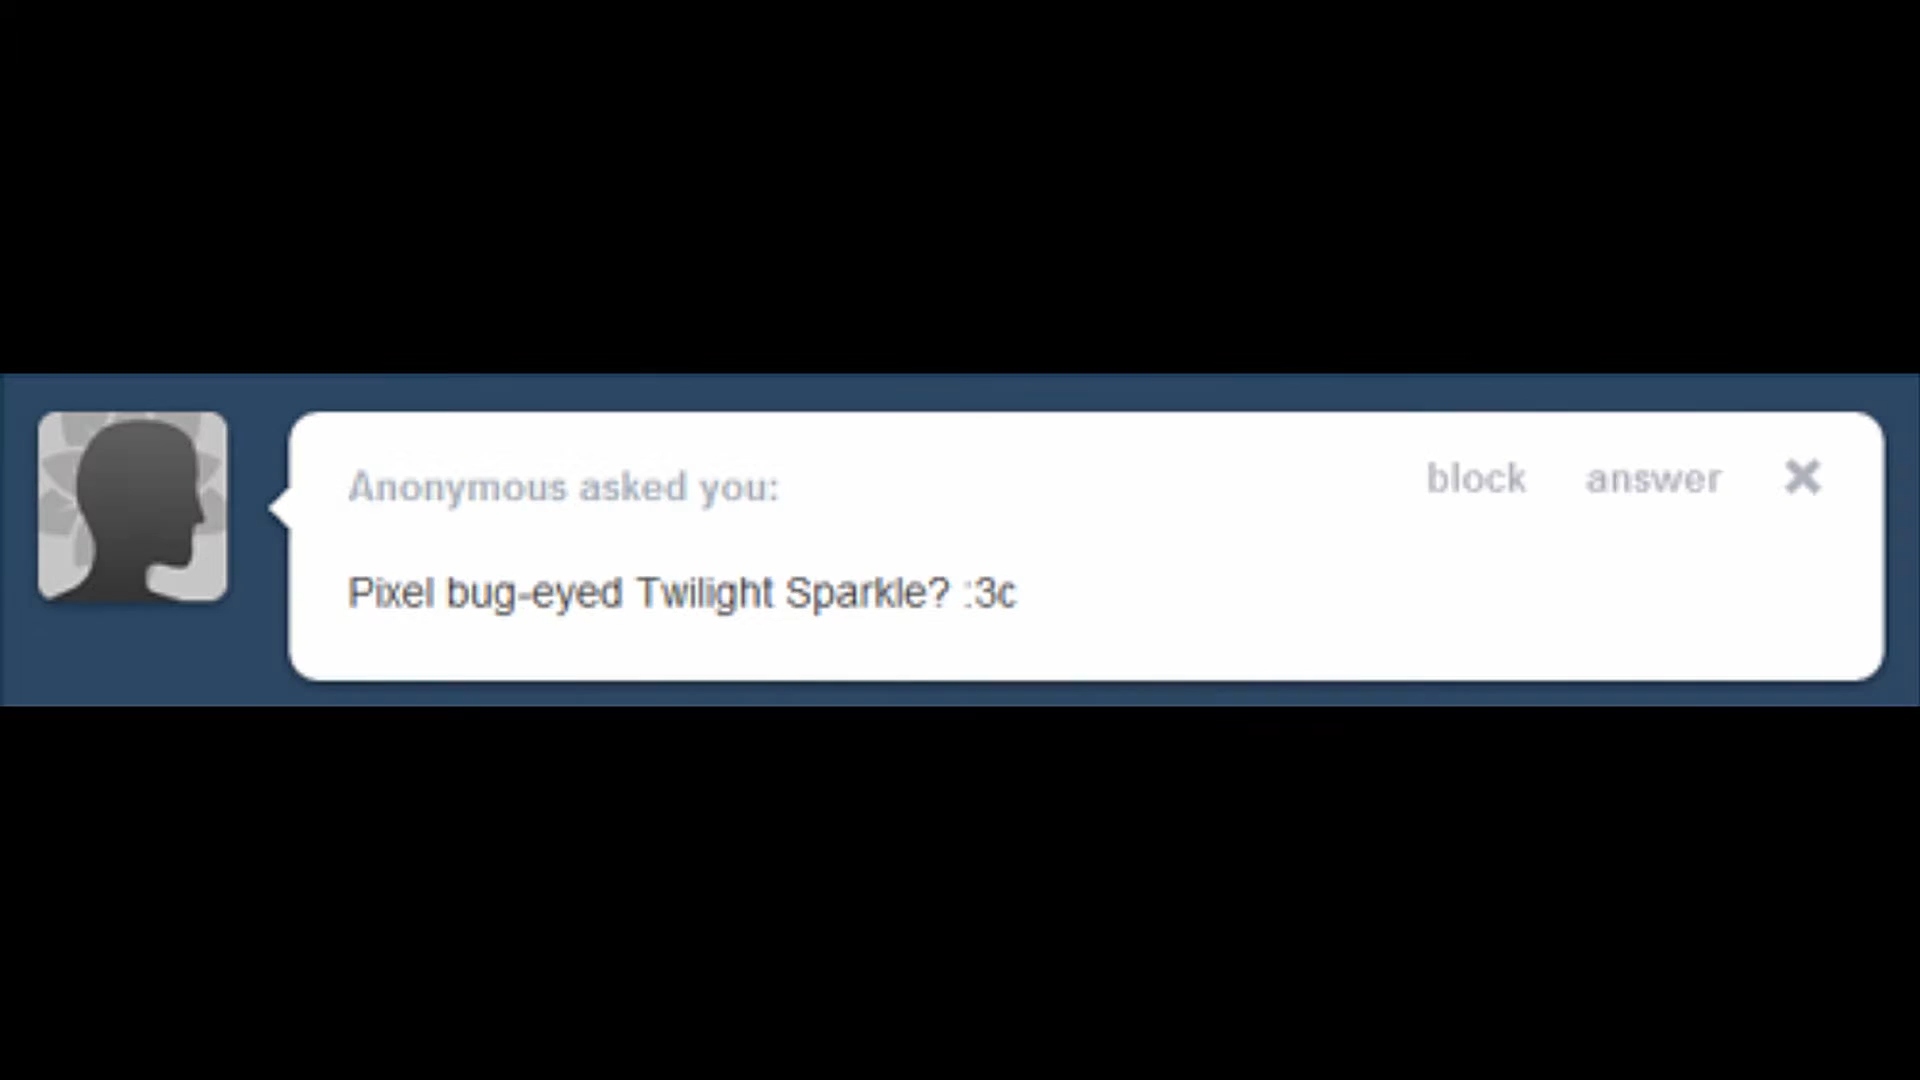 Anonymous asked you:
block answer ✖
Pixel bug-eyed Twilight Sparkle? :3c